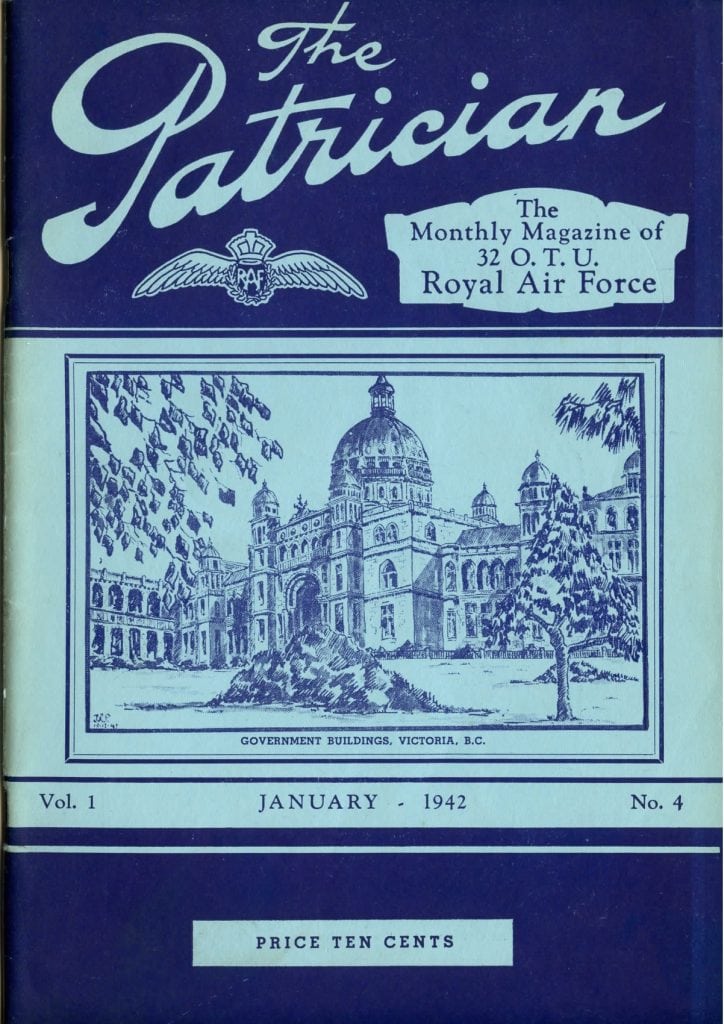 The
Patrician
RAF
The
Monthly Magazine of
32 O. T. U.
Royal Air Force
GOVERNMENT BUILDINGS, VICTORIA, B.C.
Vol. 1 JANUARY - 1942 No. 4
PRICE TEN CENTS